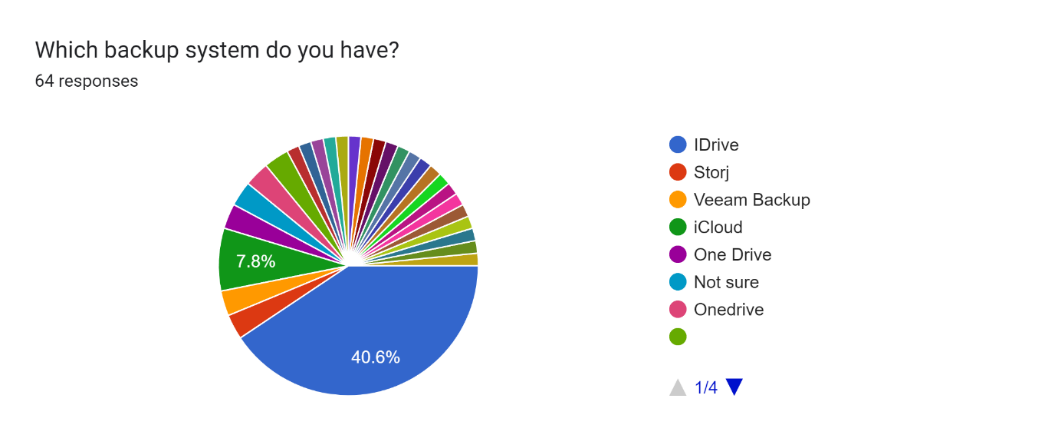 Which backup system do you have?
64 responses
7.8%
40.6%
IDrive
Storj
Veeam Backup
iCloud
One Drive
Not sure
Onedrive
1/4